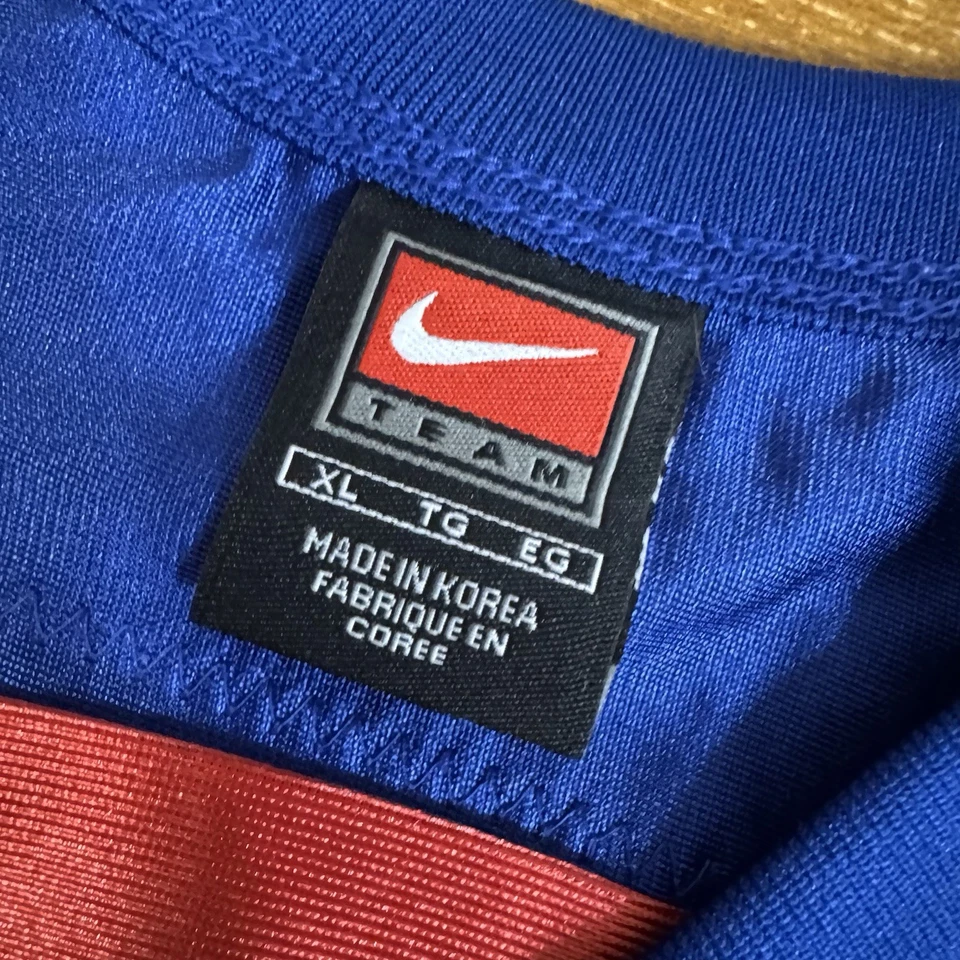 TEAM
XL TG EG
MADE IN KOREA
FABRIQUE EN
COREE